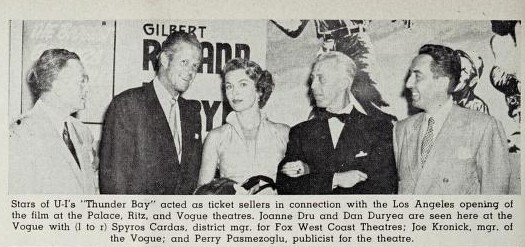 GILBERT
Stars of U-I's "Thunder Bay" acted as ticket sellers in connection with the Los Angeles opening of
the film at the Palace, Ritz, and Vogue theatres. Joanne Dru and Dan Duryea are seen here at the
Vogue with (l to r) Spyros Cardas, district mgr. for Fox West Coast Theatres; Joe Kronick, mgr. of
the Vogue; and Perry Pasmezoglu, publicist for the theatre.